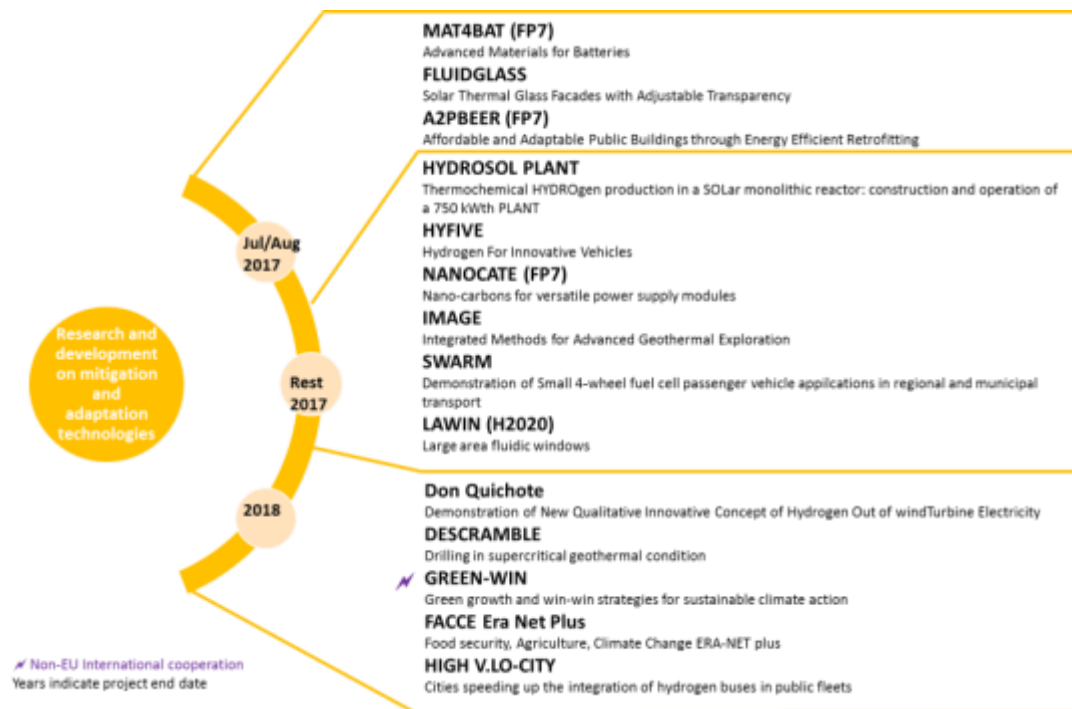 MAT4BAT (FP7)
Advanced Materials for Batteries
FLUIDGLASS
Solar Thermal Glass Facades with Adjustable Transparency
A2PBEER (FP7)
Affordable and Adaptable Public Buildings through Energy Efficient Retrofitting
HYDROSOL PLANT
Thermochemical HYDROgen production in a SOLar monolithic reactor: construction and operation of
a 750 kWth PLANT
HYFIVE
Hydrogen For Innovative Vehicles
NANOCATE (FP7)
Nano-carbons for versatile power supply modules
IMAGE
Integrated Methods for Advanced Geothermal Exploration
SWARM
Demonstration of Small 4-wheel fuel cell passenger vehicle appilcations in regional and municipal
transport
LAWIN (H2020)
Large area fluidic windows
Don Quichote
Demonstration of New Qualitative Innovative Concept of Hydrogen Out of windTurbine Electricity
DESCRAMBLE
Drilling in supercritical geothermal condition
GREEN-WIN
Green growth and win-win strategies for sustainable climate action
FACCE Era Net Plus
Food security, Agriculture, Climate Change ERA-NET plus
HIGH V.LO-CITY
Cities speeding up the integration of hydrogen buses in public fleets
Jul/Aug
2017
Rest
2017
2018
Research and
development
on mitigation
and
adaptation
technologies
Non-EU International cooperation
Years indicate project end date